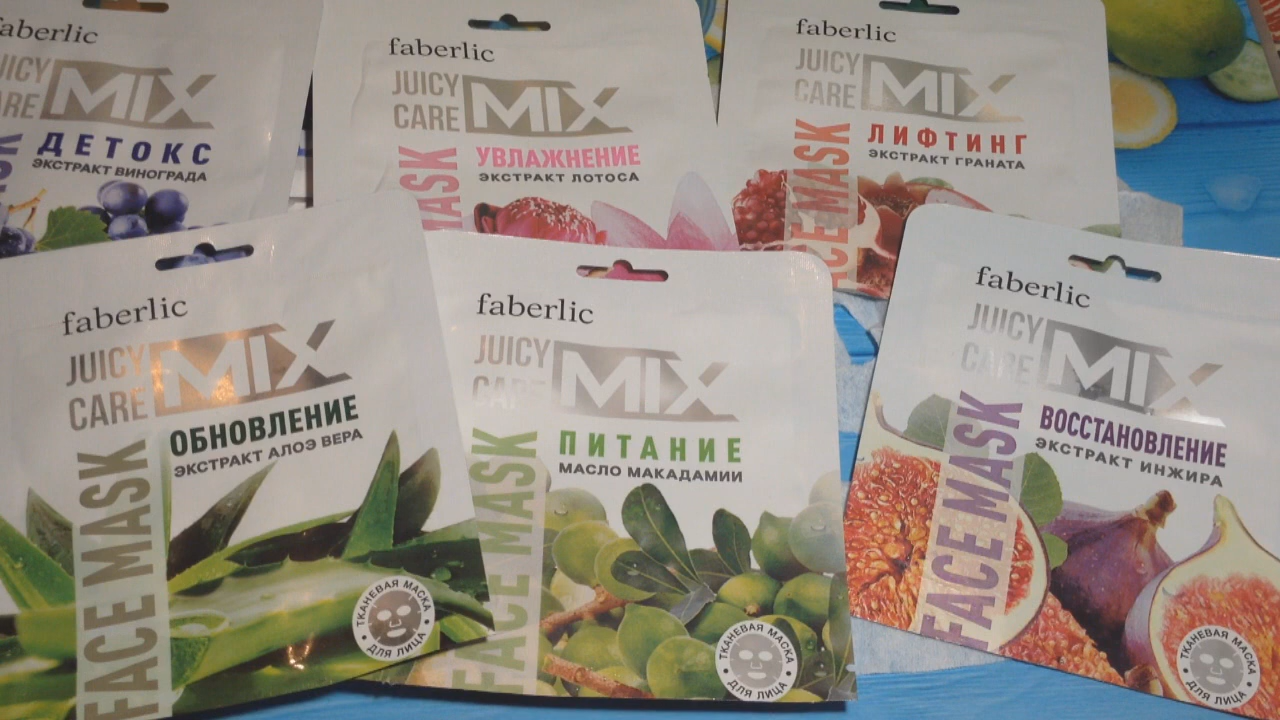 faberlic
JUICY
CARE MIX
ДЕТОКС
ЭКСТРАКТ ВИНОГРАДА
faberlic
JUICY
CARE MIX
УВЛАЖНЕНИЕ
ЭКСТРАКТ ЛОТОСА
MASK
faberlic
JUICY
CARE MIX
ЛИФТИНГ
ЭКСТРАКТ ГРАНАТА
FACE MASK
faberlic
JUICY
CARE MIX
ОБНОВЛЕНИЕ
ЭКСТРАКТ АЛОЭ ВЕРА
FACE MASK
ТКАНЕВАЯ МАСКА
ДЛЯ ЛИЦА
faberlic
JUICY
CARE MIX
ПИТАНИЕ
МАСЛО МАКАДАМИИ
FACE MASK
ТКАНЕВАЯ МАСКА
ДЛЯ ЛИЦА
faberlic
JUICY
CARE MIX
ВОССТАНОВЛЕНИЕ
ЭКСТРАКТ ИНЖИРА
FACE MASK
ТКАНЕВАЯ МАСКА
ДЛЯ ЛИЦА